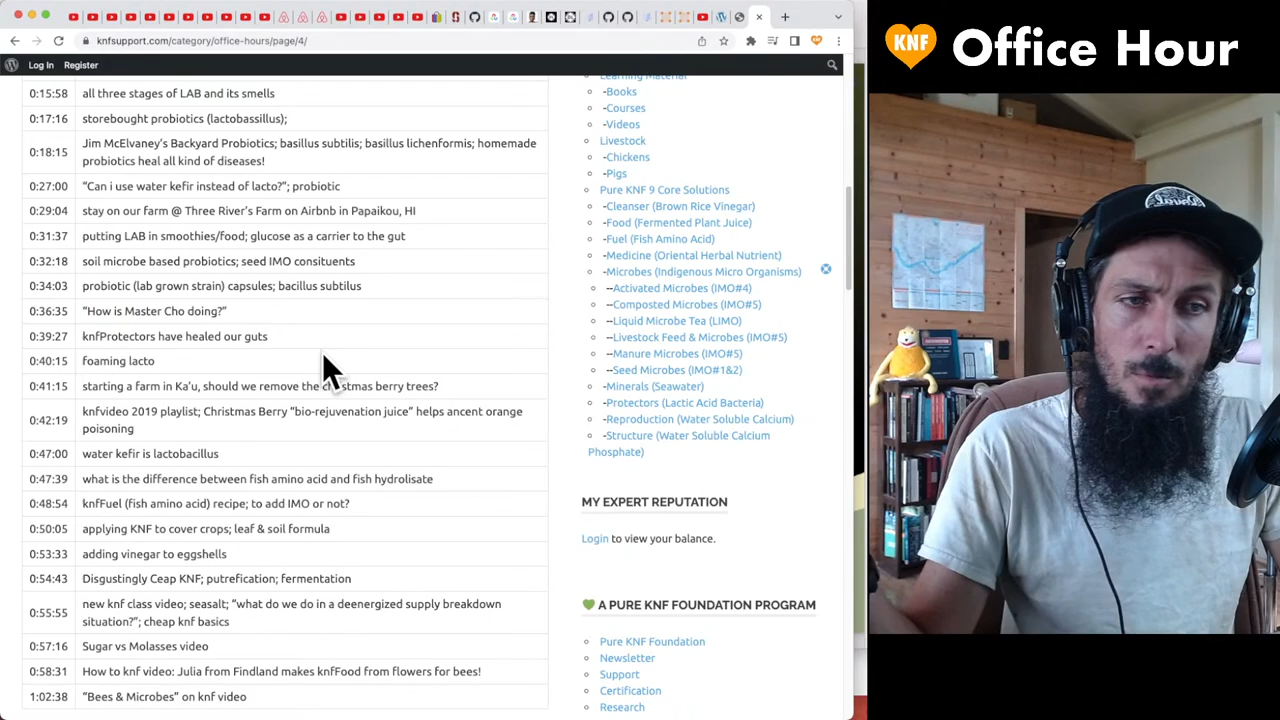 knfsupport.com/category/office-hours/page/4/
Log In Register
0:15:58 all three stages of LAB and its smells
0:17:16 storebought probiotics (lactobassillus);
0:18:15 Jim McElvaney's Backyard Probiotics; basillus subtilis; basillus lichenformis; homemade
probiotics heal all kind of diseases!
0:27:00 "Can i use water kefir instead of lacto?"; probiotic
0:29:04 stay on our farm @ Three River's Farm on Airbnb in Papaikou, HI
0:31:37 putting LAB in smoothies/food; glucose as a carrier to the gut
0:32:18 soil microbe based probiotics; seed IMO consituents
0:34:03 probiotic (lab grown strain) capsules; bacillus subtilus
0:36:35 "How is Master Cho doing?"
0:39:27 knfProtectors have healed our guts
0:40:15 foaming lacto
0:41:15 starting a farm in Ka'u, should we remove the christmas berry trees?
0:42:19 knfvideo 2019 playlist; Christmas Berry "bio-rejuvenation juice" helps ancent orange
poisoning
0:47:00 water kefir is lactobacillus
0:47:39 what is the difference between fish amino acid and fish hydrolisate
0:48:54 knfFuel (fish amino acid) recipe; to add IMO or not?
0:50:05 applying KNF to cover crops; leaf & soil formula
0:53:33 adding vinegar to eggshells
0:54:43 Disgustingly Ceap KNF; putrefication; fermentation
0:55:55 new knf class video; seasalt; "what do we do in a deenergized supply breakdown
situation?"; cheap knf basics
0:57:16 Sugar vs Molasses video
0:58:31 How to knf video: Julia from Findland makes knfFood from flowers for bees!
1:02:38 "Bees & Microbes" on knf video
Learning Material
-Books
-Courses
-Videos
Livestock
-Chickens
-Pigs
Pure KNF 9 Core Solutions
-Cleanser (Brown Rice Vinegar)
-Food (Fermented Plant Juice)
-Fuel (Fish Amino Acid)
-Medicine (Oriental Herbal Nutrient)
-Microbes (Indigenous Micro Organisms)
--Activated Microbes (IMO#4)
--Composted Microbes (IMO#5)
--Liquid Microbe Tea (LIMO)
--Livestock Feed & Microbes (IMO#5)
--Manure Microbes (IMO#5)
--Seed Microbes (IMO#1&2)
-Minerals (Seawater)
-Protectors (Lactic Acid Bacteria)
-Reproduction (Water Soluble Calcium)
-Structure (Water Soluble Calcium
Phosphate)
MY EXPERT REPUTATION
Login to view your balance.
A PURE KNF FOUNDATION PROGRAM
Pure KNF Foundation
Newsletter
Support
Certification
Research
KNF Office Hour